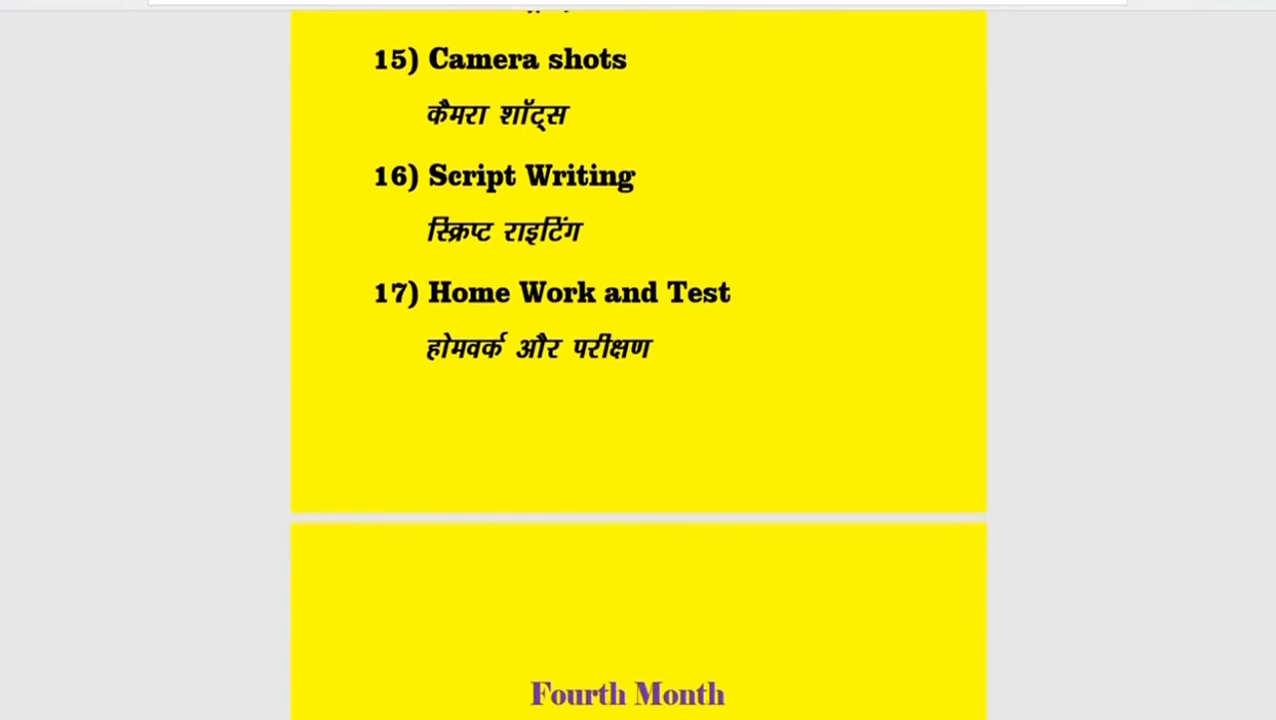 15) Camera shots
कैमरा शॉट्स
16) Script Writing
स्क्रिप्ट राइटिंग
17) Home Work and Test
होमवर्क और परीक्षण
Fourth Month